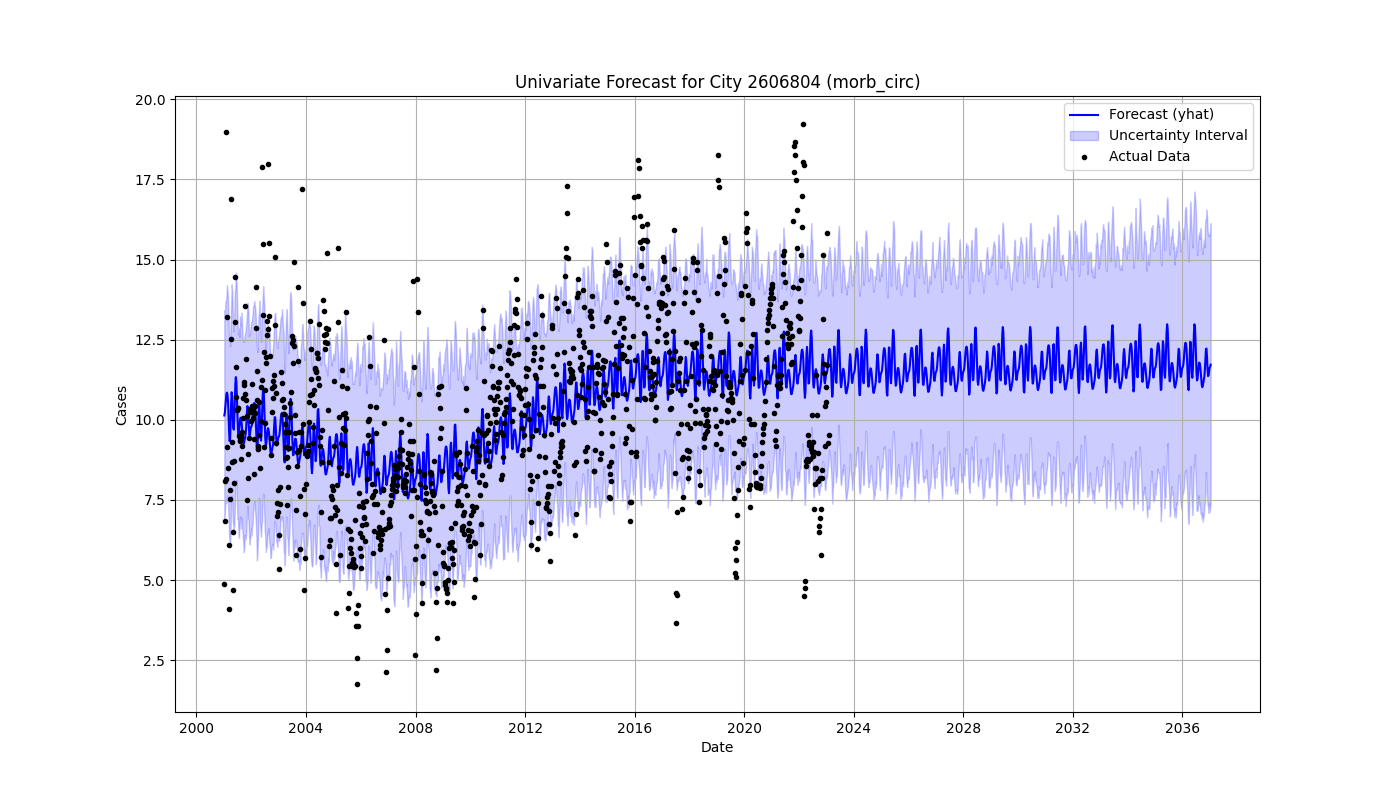 Univariate Forecast for City 2606804 (morb_circ)
Forecast (yhat)
Uncertainty Interval
Actual Data
Cases
20.0
17.5
15.0
12.5
10.0
7.5
5.0
2.5
2000 2004 2008 2012 2016 2020 2024 2028 2032 2036
Date